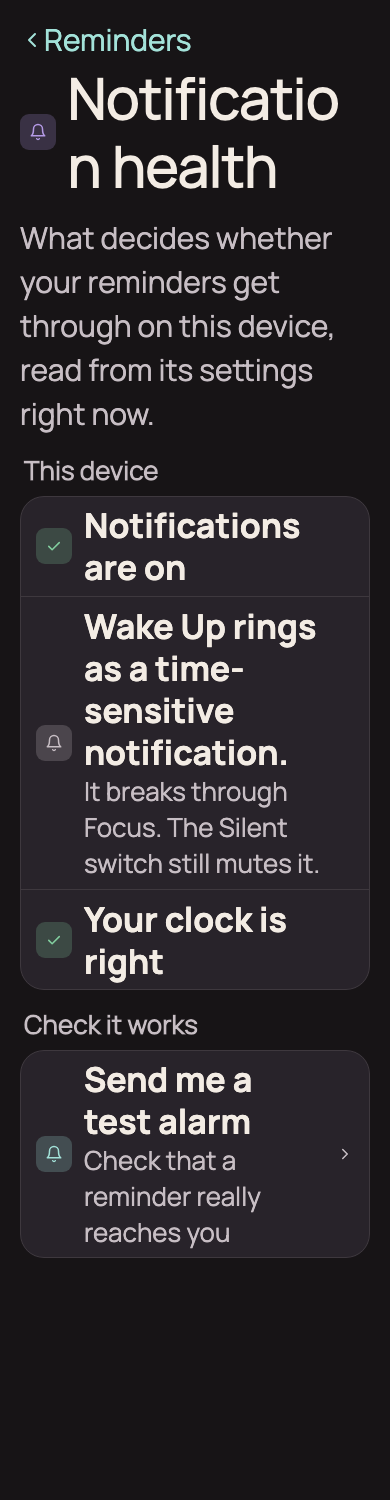 Reminders
Notificatio
n health
What decides whether
your reminders get
through on this device,
read from its settings
right now.
This device
Notifications
are on
Wake Up rings
as a time-
sensitive
notification.
It breaks through
Focus. The Silent
switch still mutes it.
Your clock is
right
Check it works
Send me a
test alarm
Check that a
reminder really
reaches you